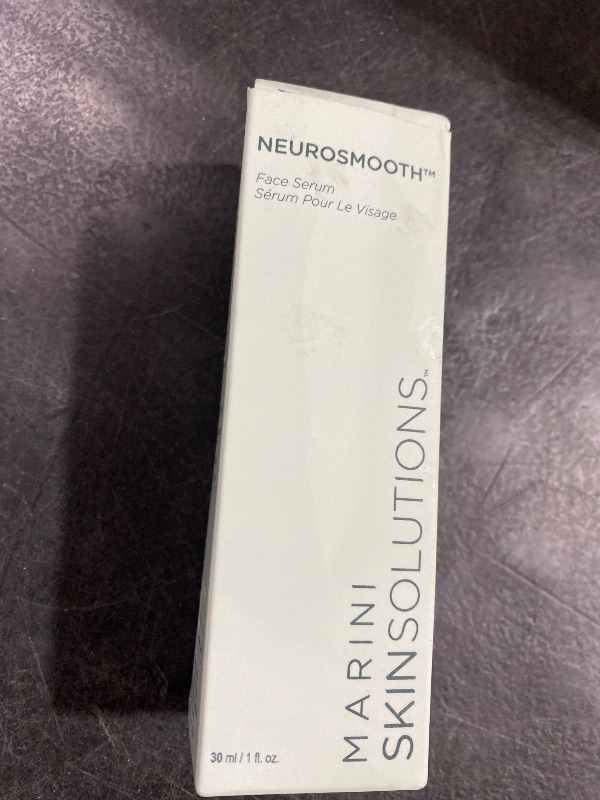 NEUROSMOOTH™
Face Serum
Sérum Pour Le Visage
MARINI
SKINSOLUTIONS™
30 ml / 1 fl. oz.